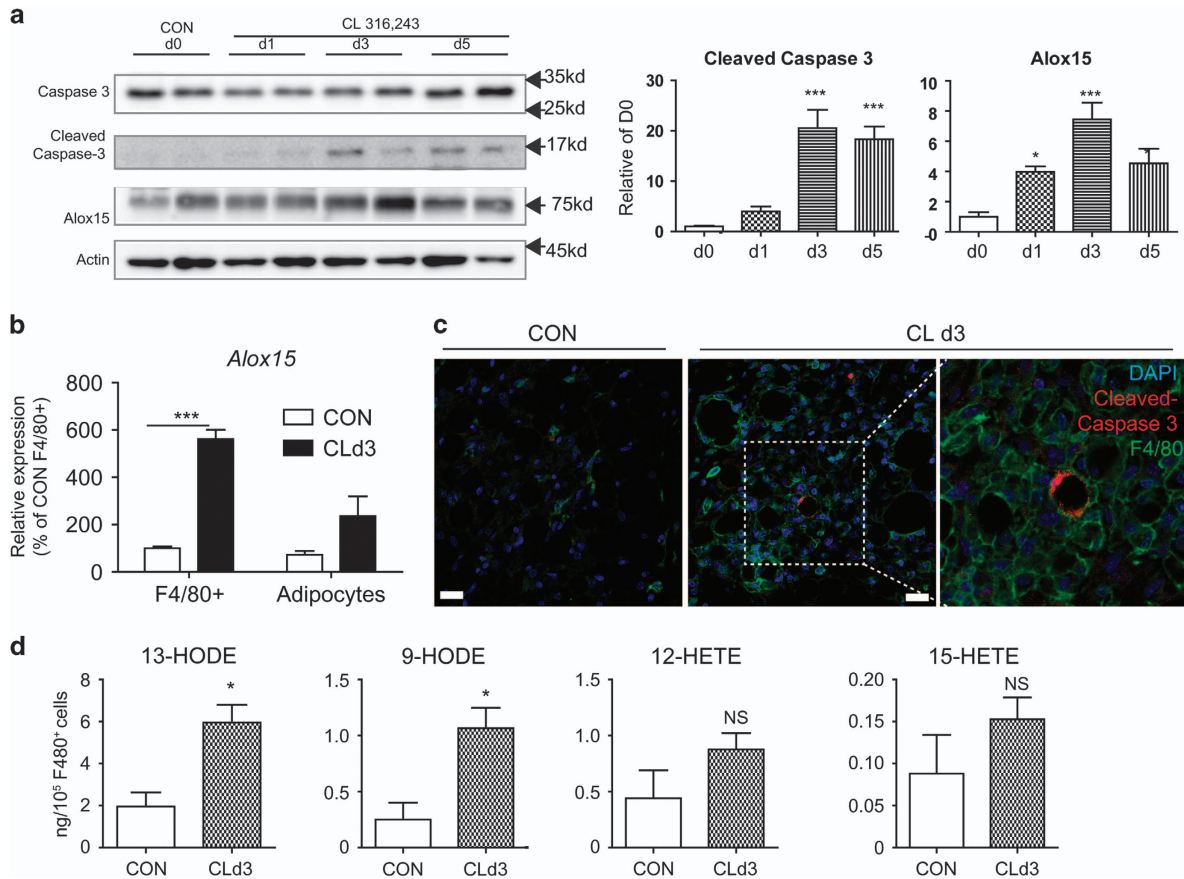 a
CON
CL 316,243
d0
d1
d3
d5
Caspase 3
35kd
25kd
Cleaved
Caspase-3
17kd
Alox15
75kd
Actin
45kd
Cleaved Caspase 3
Relative of D0
30
20
10
0
***
***
d0
d1
d3
d5
Alox15
10
8
6
4
2
-0
*
***
*
d0
d1
d3
d5
b
Alox15
Relative expression
(% of CON F4/80+)
800
600
400
200
0
***
CON
CLd3
F4/80+
Adipocytes
c
CON
CL d3
DAPI
Cleaved-
Caspase 3
F4/80
d
13-HODE
ng/10⁵ F480⁺ cells
8
6
4
2
0
*
CON
CLd3
9-HODE
1.5
1.0
0.5
0.0
*
CON
CLd3
12-HETE
1.5
1.0
0.5
0.0
NS
CON
CLd3
15-HETE
0.20
0.15
0.10
0.05
0.00
NS
CON
CLd3